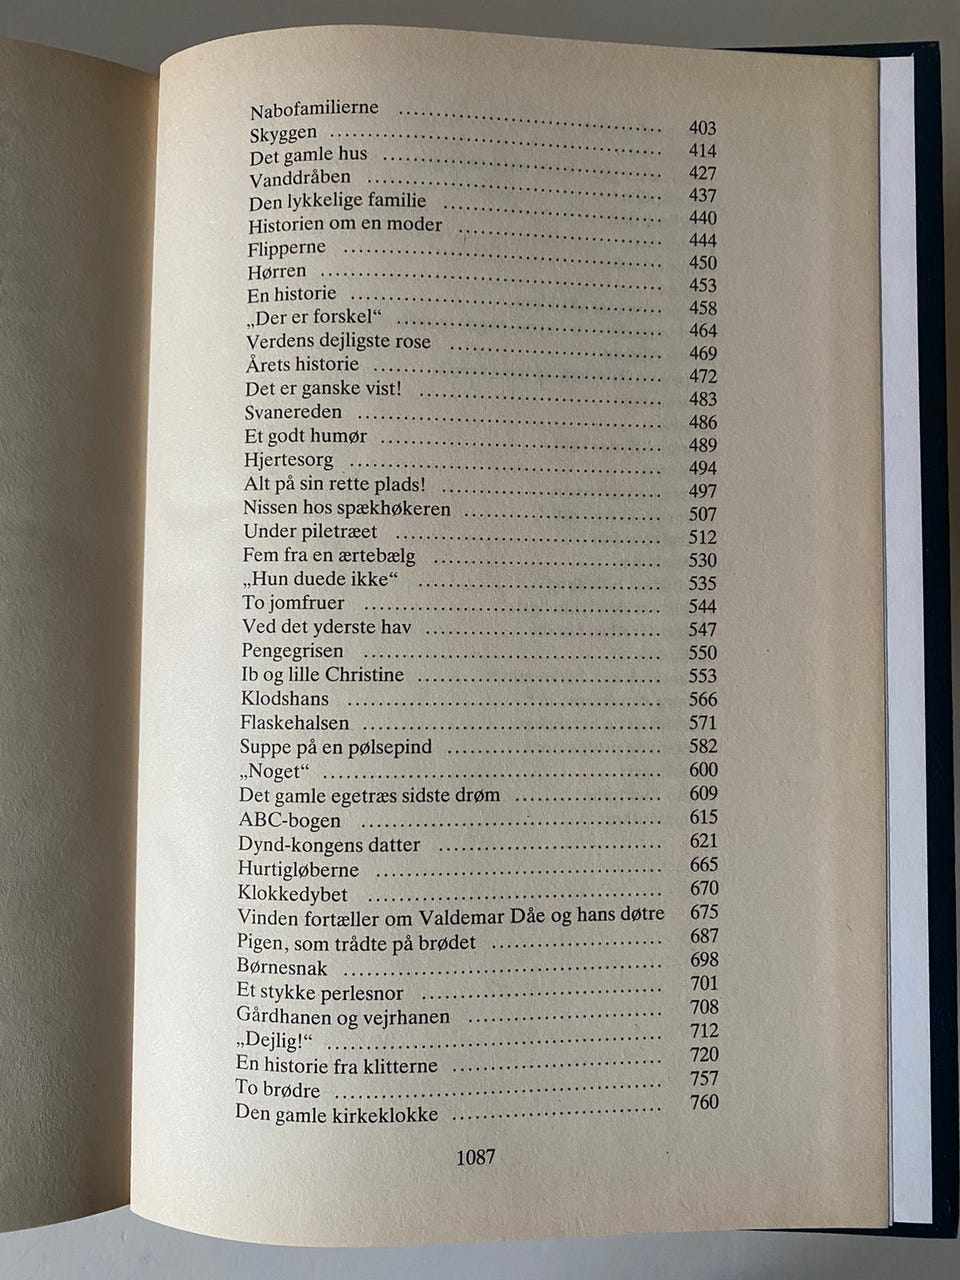 Nabofamilierne ........................................ 403
Skyggen ........................................ 414
Det gamle hus ........................................ 427
Vanddråben ........................................ 437
Den lykkelige familie ........................................ 440
Historien om en moder ........................................ 444
Flipperne ........................................ 450
Hørren ........................................ 453
En historie ........................................ 458
„Der er forskel“ ........................................ 464
Verdens dejligste rose ........................................ 469
Årets historie ........................................ 472
Det er ganske vist! ........................................ 483
Svanereden ........................................ 486
Et godt humør ........................................ 489
Hjertesorg ........................................ 494
Alt på sin rette plads! ........................................ 497
Nissen hos spækhøkeren ........................................ 507
Under piletræet ........................................ 512
Fem fra en ærtebælg ........................................ 530
„Hun duede ikke“ ........................................ 535
To jomfruer ........................................ 544
Ved det yderste hav ........................................ 547
Pengegrisen ........................................ 550
Ib og lille Christine ........................................ 553
Klodshans ........................................ 566
Flaskehalsen ........................................ 571
Suppe på en pølsepind ........................................ 582
„Noget“ ........................................ 600
Det gamle egetræs sidste drøm ........................................ 609
ABC-bogen ........................................ 615
Dynd-kongens datter ........................................ 621
Hurtigløberne ........................................ 665
Klokkedybet ........................................ 670
Vinden fortæller om Valdemar Dåe og hans døtre 675
Pigen, som trådte på brødet ........................................ 687
Børnesnak ........................................ 698
Et stykke perlesnor ........................................ 701
Gårdhanen og vejrhanen ........................................ 708
„Dejlig!“ ........................................ 712
En historie fra klitterne ........................................ 720
To brødre ........................................ 757
Den gamle kirkeklokke ........................................ 760
1087